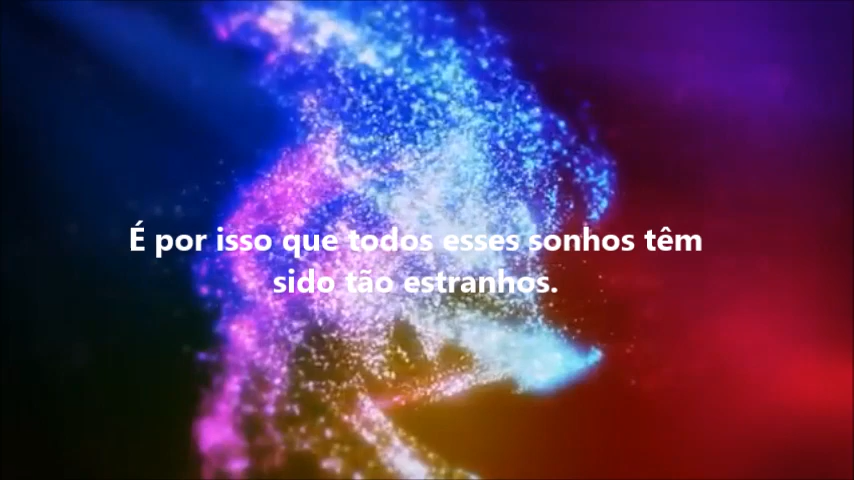 É por isso que todos esses sonhos têm
sido tão estranhos.